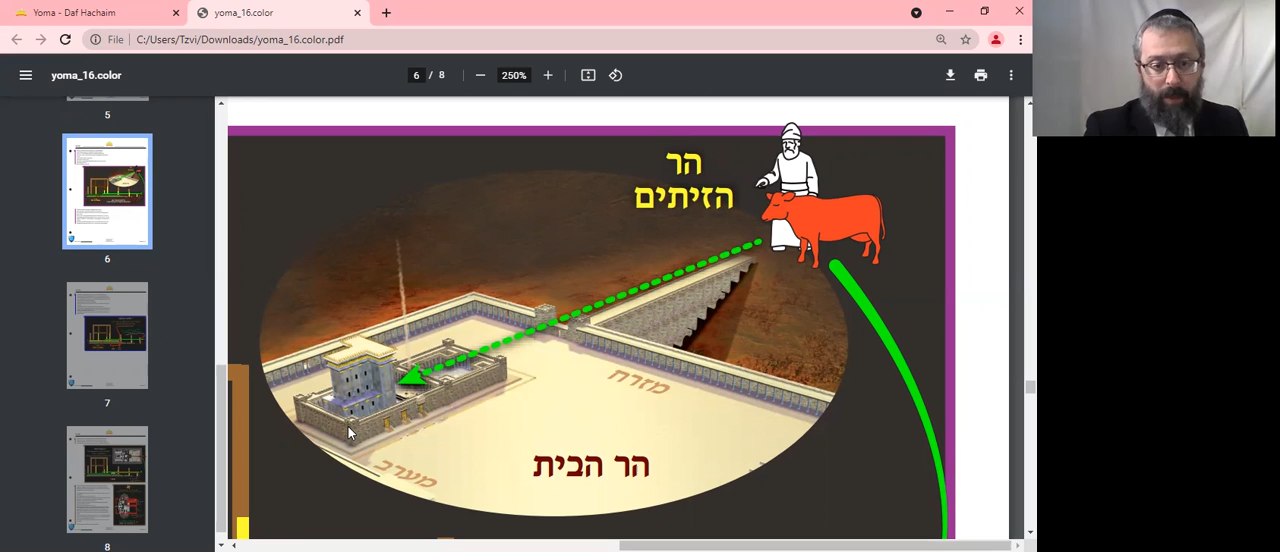 Yoma - Daf Hachaim
yoma_16.color
File
C:/Users/Tzvi/Downloads/yoma_16.color.pdf
yoma_16.color
6 / 8
250%
5
6
7
8
הר
הזיתים
מזרח
הר הבית
מערב